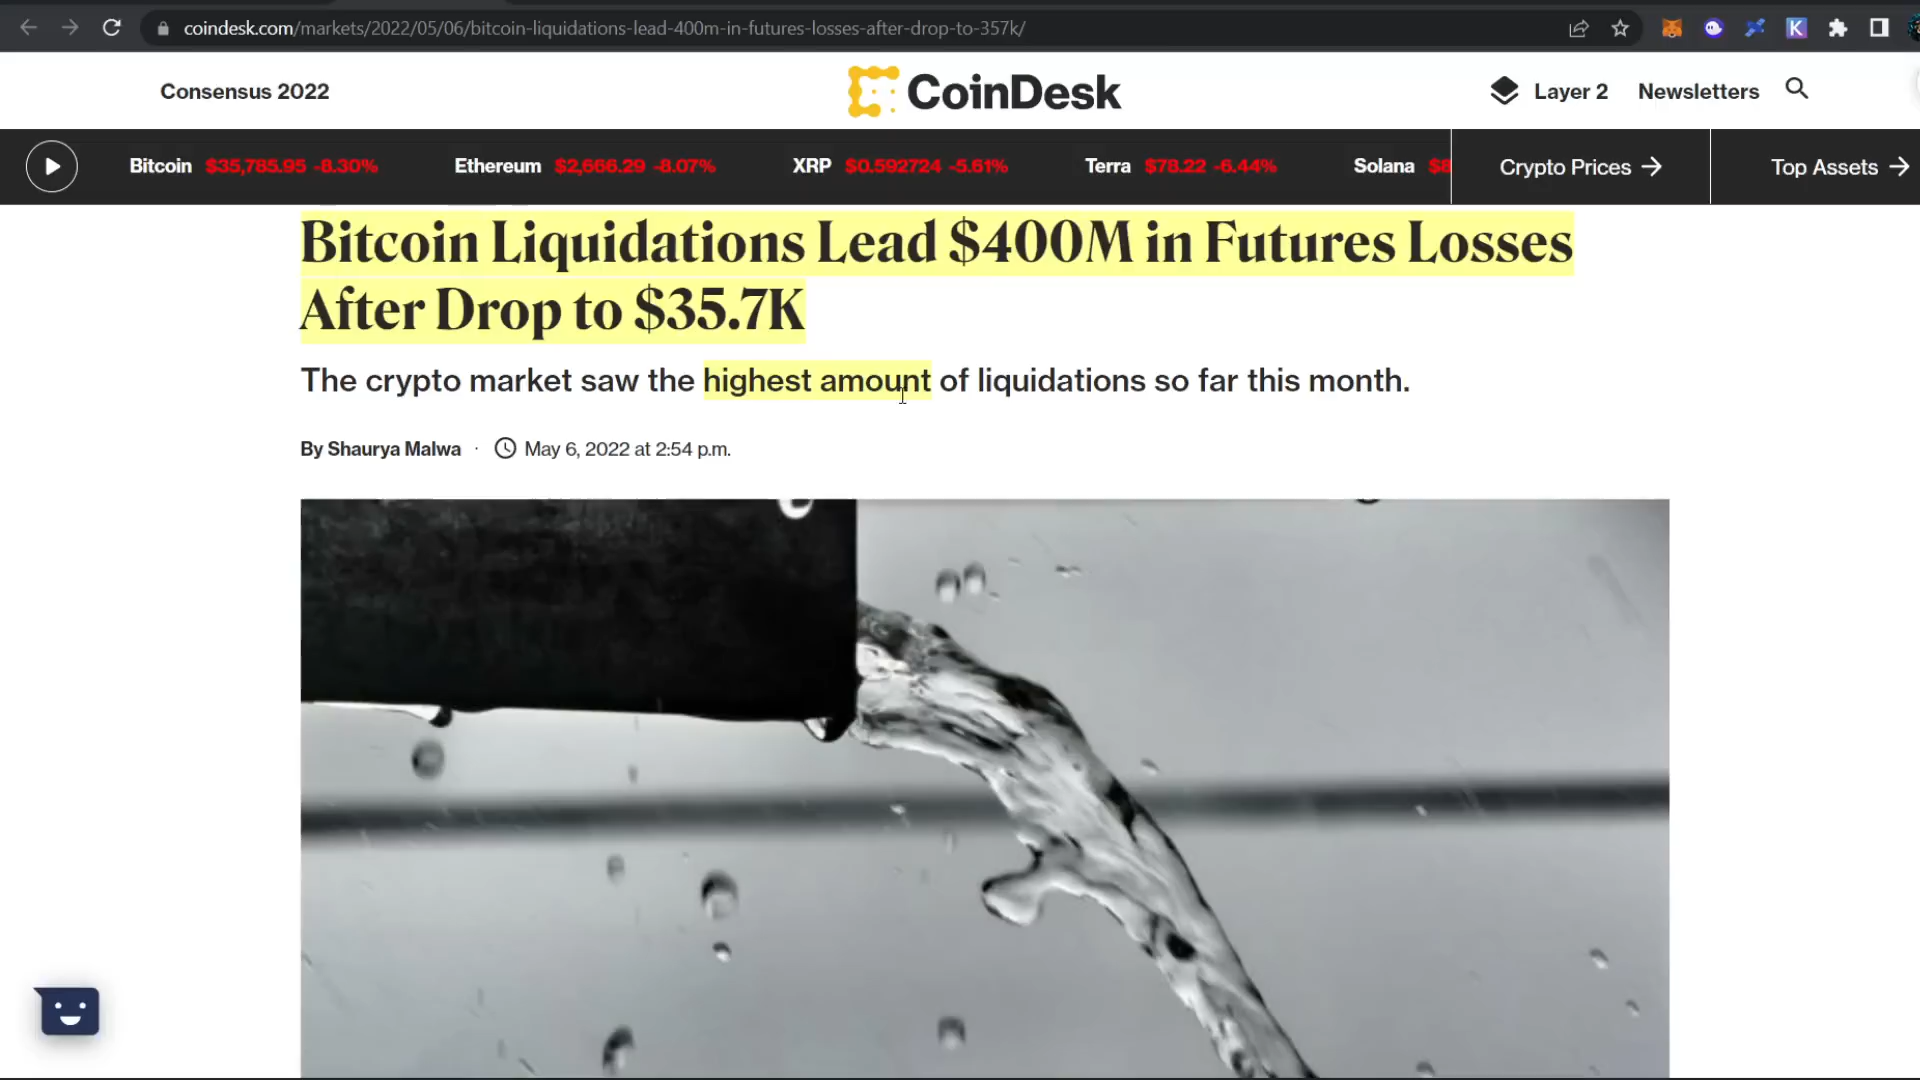 coindesk.com/markets/2022/05/06/bitcoin-liquidations-lead-400m-in-futures-losses-after-drop-to-357k/
K
Consensus 2022
CoinDesk
Layer 2
Newsletters
Bitcoin $35,785.95 -8.30% Ethereum $2,666.29 -8.07% XRP $0.592724 -5.61% Terra $78.22 -6.44% Solana $8
Crypto Prices →
Top Assets →
Bitcoin Liquidations Lead $400M in Futures Losses
After Drop to $35.7K
The crypto market saw the highest amount of liquidations so far this month.
By Shaurya Malwa · May 6, 2022 at 2:54 p.m.